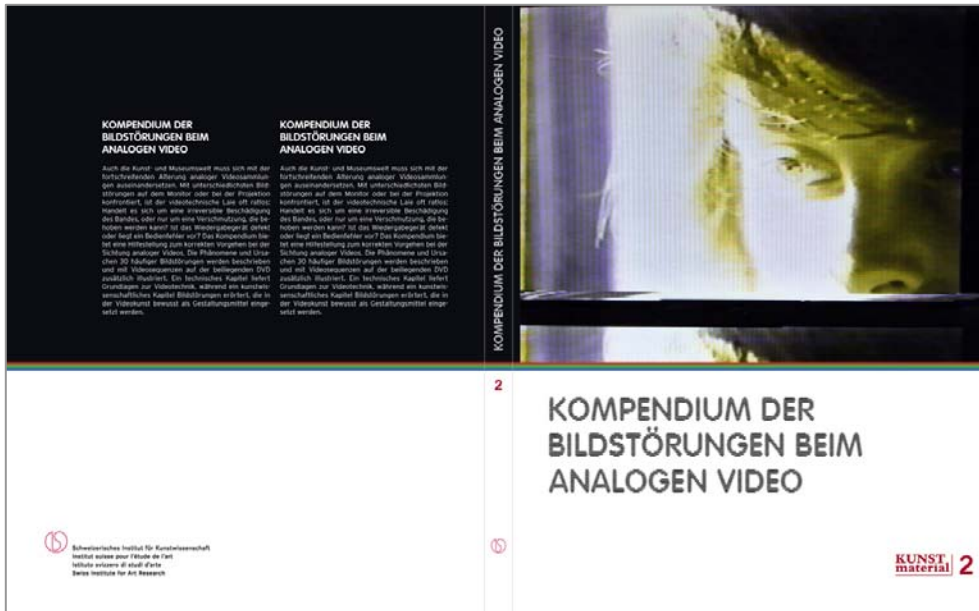 KOMPENDIUM DER
BILDSTÖRUNGEN BEIM
ANALOGEN VIDEO
Auch die Kunst- und Museumswelt muss sich mit der
fortschreitenden Alterung analoger Videosammlun-
gen auseinandersetzen. Mit unterschiedlichsten Bild-
störungen auf dem Monitor oder bei der Projektion
konfrontiert, ist der videotechnische Laie oft ratlos:
Handelt es sich um eine irreversible Beschädigung
des Bandes, oder nur um eine Verschmutzung, die be-
hoben werden kann? Ist das Wiedergabegerät defekt
oder liegt ein Bedienfehler vor? Das Kompendium bie-
tet eine Hilfestellung zum korrekten Vorgehen bei der
Sichtung analoger Videos. Die Phänomene und Ursa-
chen 30 häufiger Bildstörungen werden beschrieben
und mit Videosequenzen auf der beiliegenden DVD
zusätzlich illustriert. Ein technisches Kapitel liefert
Grundlagen zur Videotechnik, während ein kunstwis-
senschaftliches Kapitel Bildstörungen erörtert, die in
der Videokunst bewusst als Gestaltungsmittel einge-
setzt werden.
KOMPENDIUM DER
BILDSTÖRUNGEN BEIM
ANALOGEN VIDEO
Auch die Kunst- und Museumswelt muss sich mit der
fortschreitenden Alterung analoger Videosammlun-
gen auseinandersetzen. Mit unterschiedlichsten Bild-
störungen auf dem Monitor oder bei der Projektion
konfrontiert, ist der videotechnische Laie oft ratlos:
Handelt es sich um eine irreversible Beschädigung
des Bandes, oder nur um eine Verschmutzung, die be-
hoben werden kann? Ist das Wiedergabegerät defekt
oder liegt ein Bedienfehler vor? Das Kompendium bie-
tet eine Hilfestellung zum korrekten Vorgehen bei der
Sichtung analoger Videos. Die Phänomene und Ursa-
chen 30 häufiger Bildstörungen werden beschrieben
und mit Videosequenzen auf der beiliegenden DVD
zusätzlich illustriert. Ein technisches Kapitel liefert
Grundlagen zur Videotechnik, während ein kunstwis-
senschaftliches Kapitel Bildstörungen erörtert, die in
der Videokunst bewusst als Gestaltungsmittel einge-
setzt werden.
Schweizerisches Institut für Kunstwissenschaft
Institut suisse pour l'étude de l'art
Istituto svizzero di studi d'arte
Swiss Institute for Art Research
KOMPENDIUM DER BILDSTÖRUNGEN BEIM ANALOGEN VIDEO
2
KOMPENDIUM DER
BILDSTÖRUNGEN BEIM
ANALOGEN VIDEO
KUNST
material 2